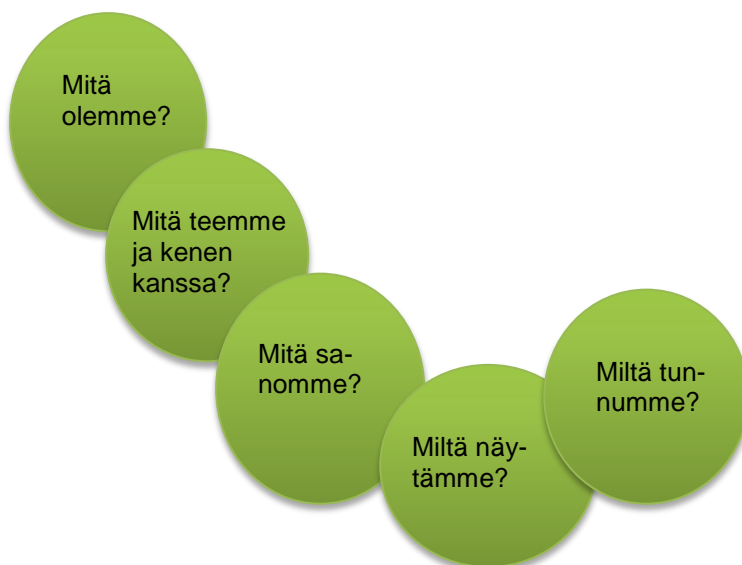 Mitä
olemme?
Mitä teemme
ja kenen
kanssa?
Mitä sa-
nomme?
Miltä näy-
tämme?
Miltä tun-
numme?